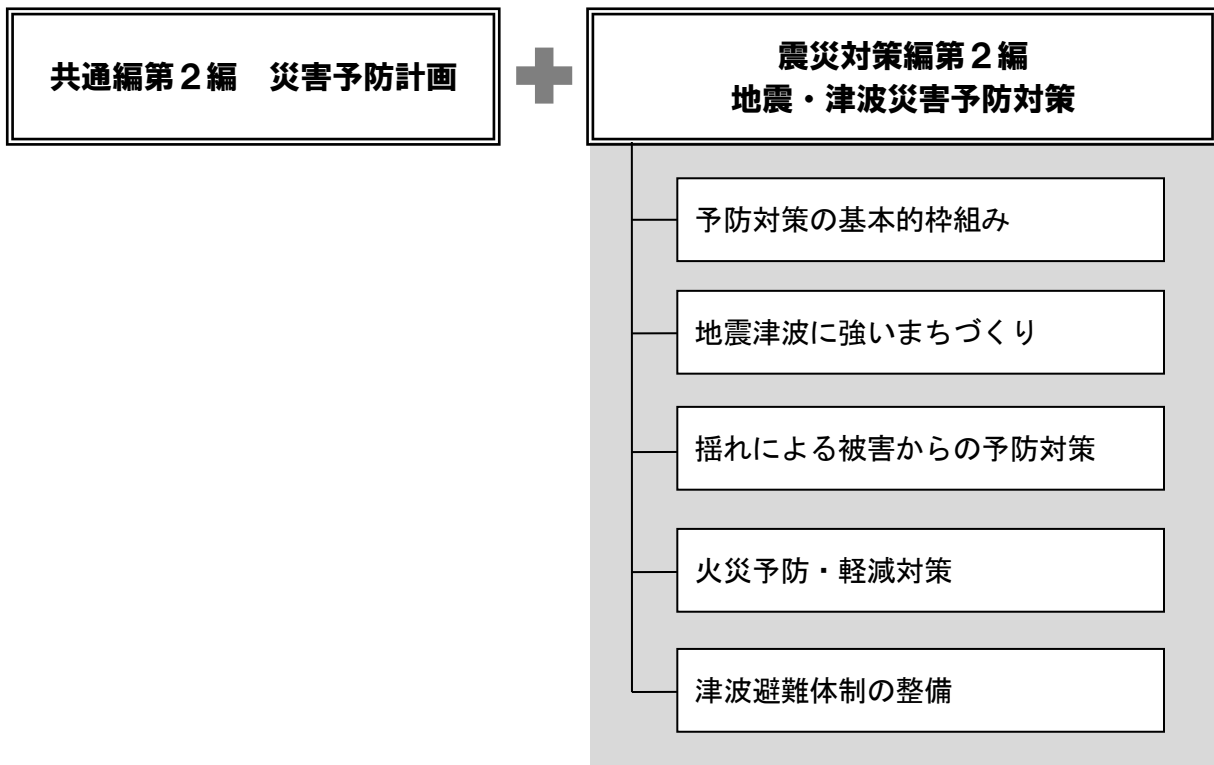 共通編第２編　災害予防計画
震災対策編第２編
地震・津波災害予防対策
予防対策の基本的枠組み
地震津波に強いまちづくり
揺れによる被害からの予防対策
火災予防・軽減対策
津波避難体制の整備